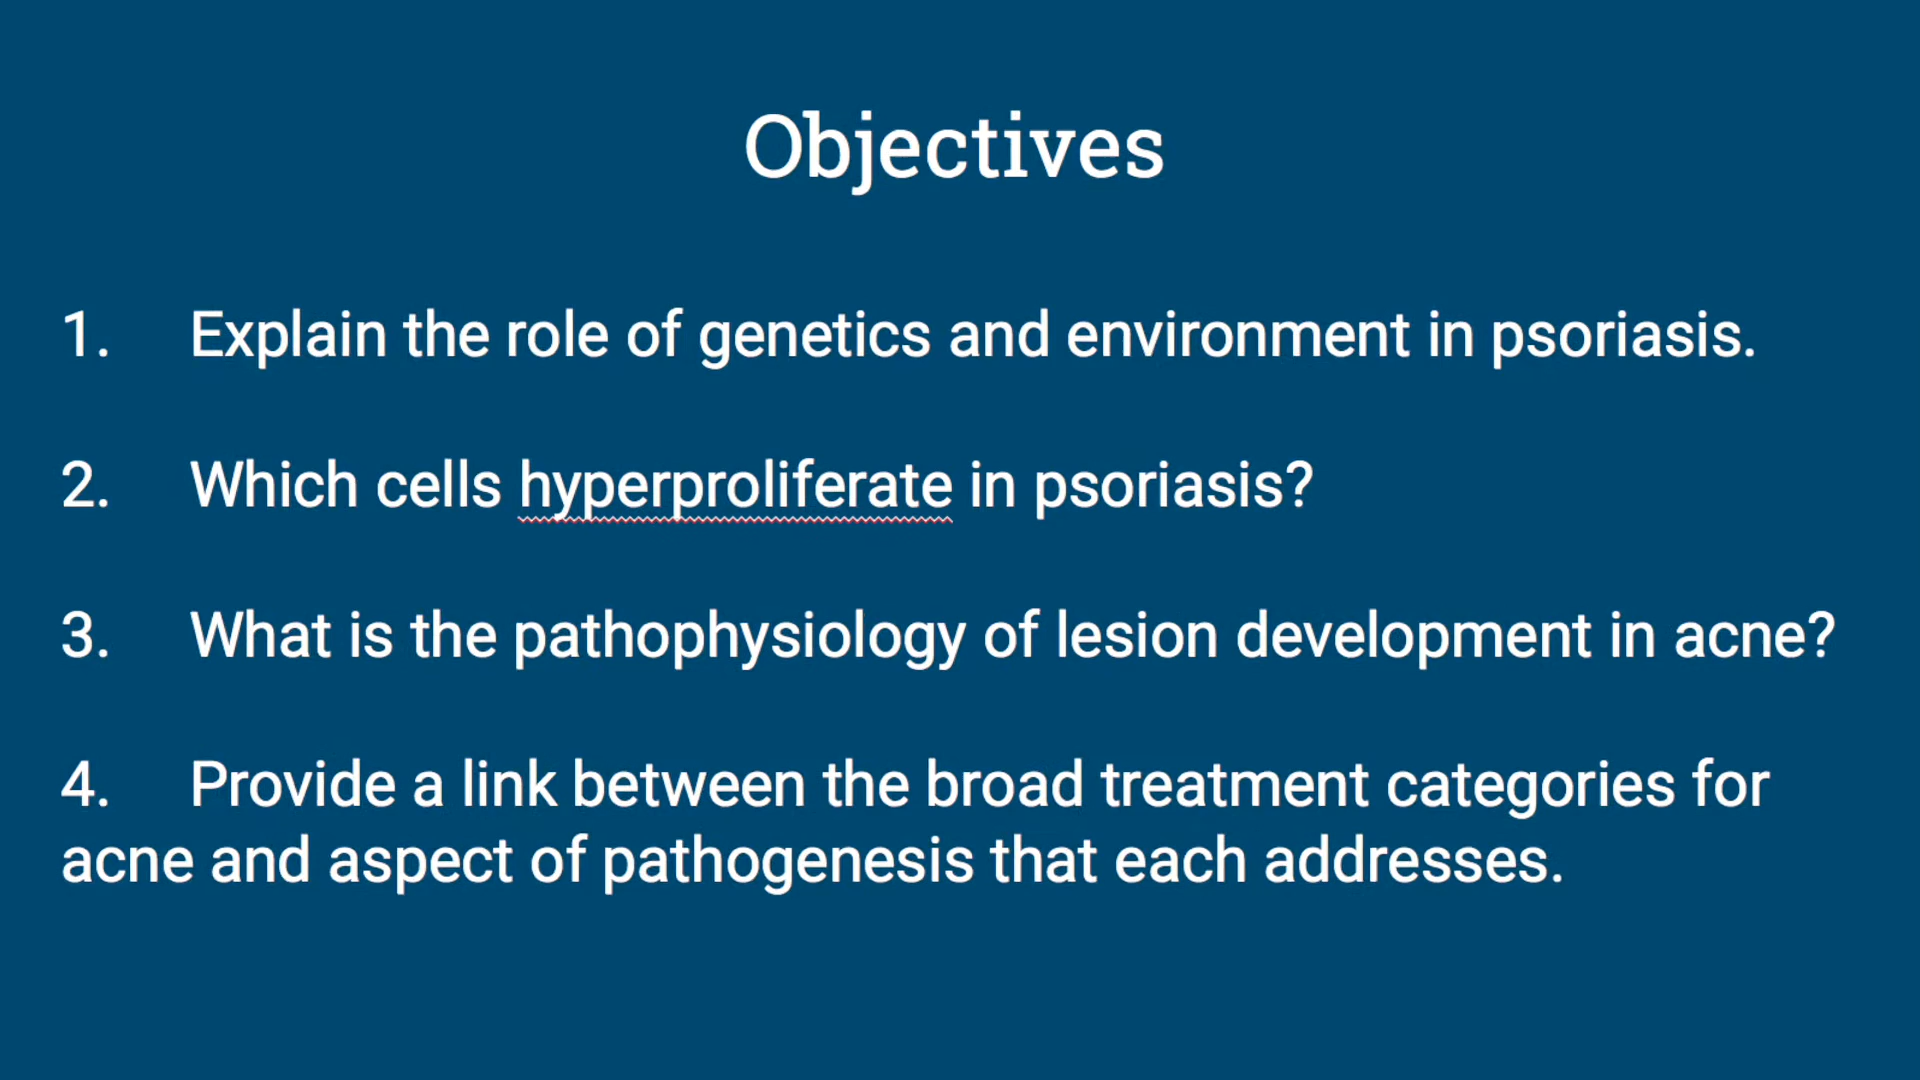 Objectives
1. Explain the role of genetics and environment in psoriasis.
2. Which cells hyperproliferate in psoriasis?
3. What is the pathophysiology of lesion development in acne?
4. Provide a link between the broad treatment categories for
acne and aspect of pathogenesis that each addresses.